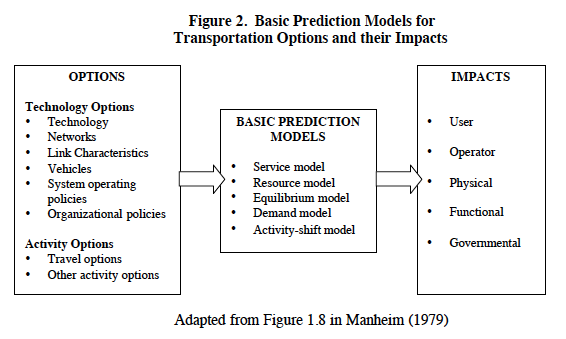 Figure 2. Basic Prediction Models for
Transportation Options and their Impacts
OPTIONS
Technology Options
• Technology
• Networks
• Link Characteristics
• Vehicles
• System operating
policies
• Organizational policies
Activity Options
• Travel options
• Other activity options
BASIC PREDICTION
MODELS
• Service model
• Resource model
• Equilibrium model
• Demand model
• Activity-shift model
IMPACTS
• User
• Operator
• Physical
• Functional
• Governmental
Adapted from Figure 1.8 in Manheim (1979)